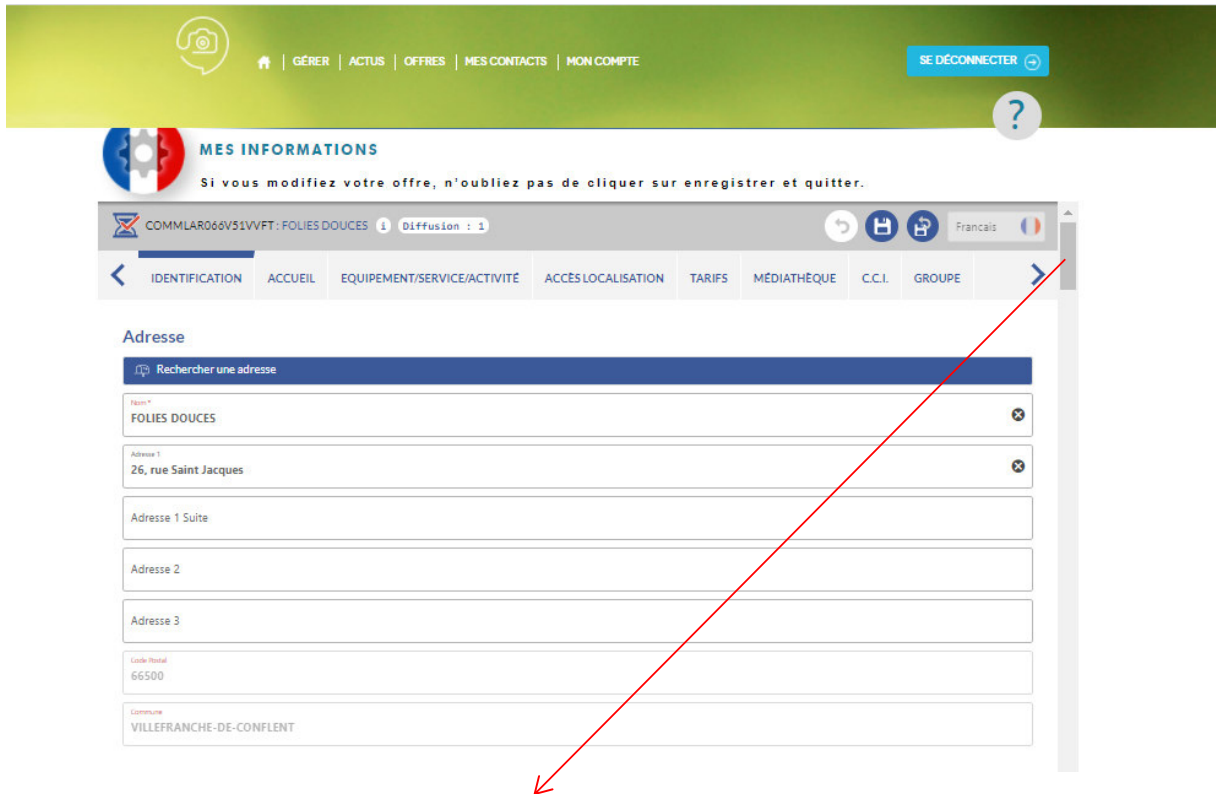 GÉRER | ACTUS | OFFRES | MES CONTACTS | MON COMPTE
SE DÉCONNECTER
?
MES INFORMATIONS
Si vous modifiez votre offre, n'oubliez pas de cliquer sur enregistrer et quitter.
COMMLAR066V51VVFT : FOLIES DOUCES i Diffusion : 1
Francais
IDENTIFICATION ACCUEIL EQUIPEMENT/SERVICE/ACTIVITÉ ACCÈS LOCALISATION TARIFS MÉDIATHÈQUE C.C.I. GROUPE
Adresse
Rechercher une adresse
Nom *
FOLIES DOUCES
Adresse 1
26, rue Saint Jacques
Adresse 1 Suite
Adresse 2
Adresse 3
Code Postal
66500
Commune
VILLEFRANCHE-DE-CONFLENT